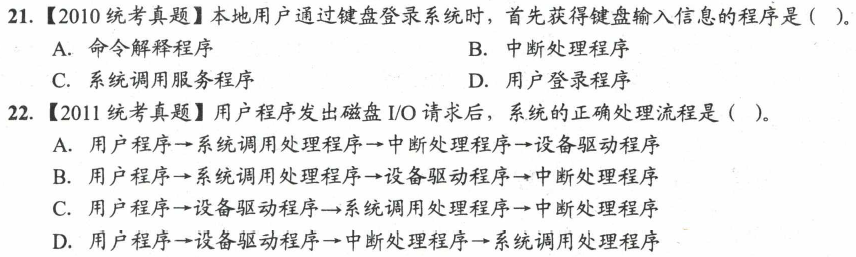 21.【2010 统考真题】本地用户通过键盘登录系统时，首先获得键盘输入信息的程序是（　）。
A. 命令解释程序　B. 中断处理程序
C. 系统调用服务程序　D. 用户登录程序
22.【2011 统考真题】用户程序发出磁盘 I/O 请求后，系统的正确处理流程是（　）。
A. 用户程序→系统调用处理程序→中断处理程序→设备驱动程序
B. 用户程序→系统调用处理程序→设备驱动程序→中断处理程序
C. 用户程序→设备驱动程序→系统调用处理程序→中断处理程序
D. 用户程序→设备驱动程序→中断处理程序→系统调用处理程序